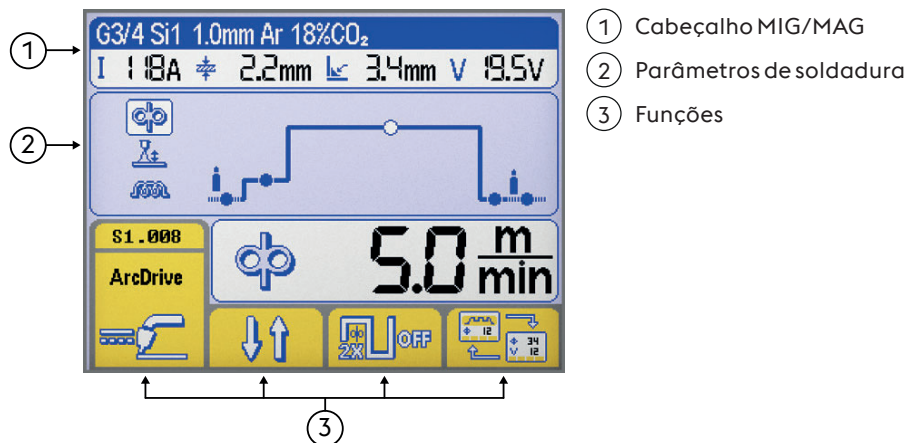 G3/4 Si1 1.0mm Ar 18%CO₂
I 118A 2.2mm 3.4mm V 19.5V
S1.008
ArcDrive
5.0 m/min
2X OFF
12
34
V 12
1
2
3
1 Cabeçalho MIG/MAG
2 Parâmetros de soldadura
3 Funções